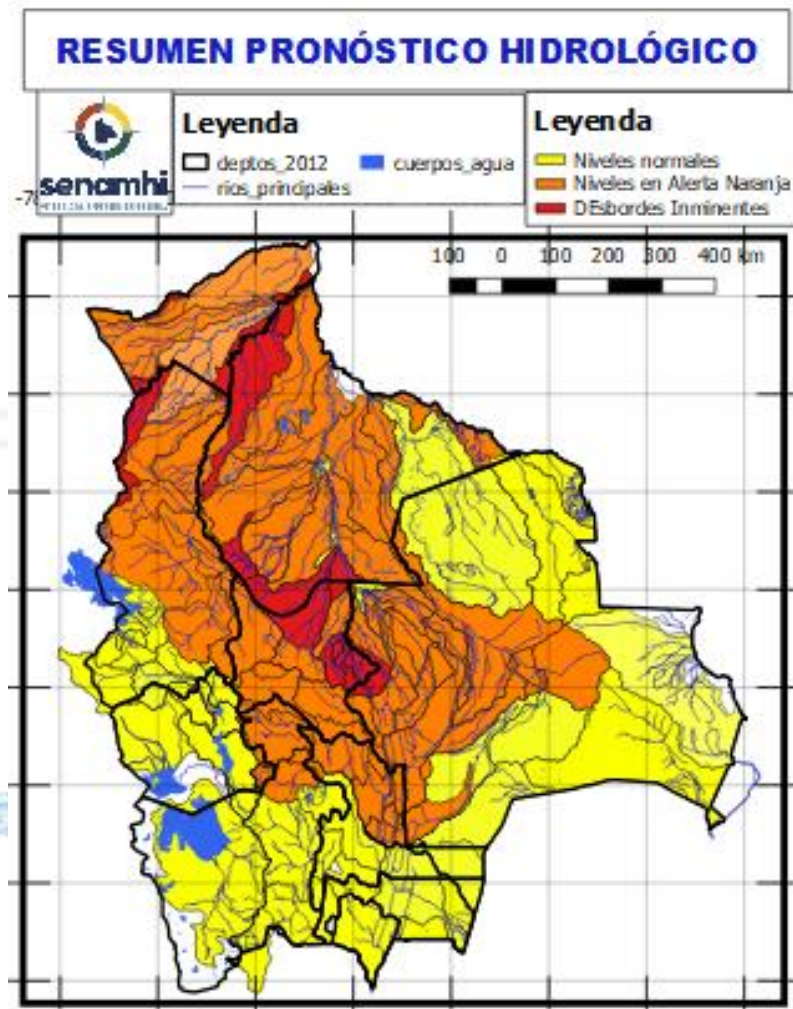 RESUMEN PRONÓSTICO HIDROLÓGICO
senamhi
Leyenda
deptos_2012 cuerpos_agua
rios_principales
Leyenda
Niveles normales
Niveles en Alerta Naranja
DEsbordes Inminentes
100 0 100 200 300 400 km